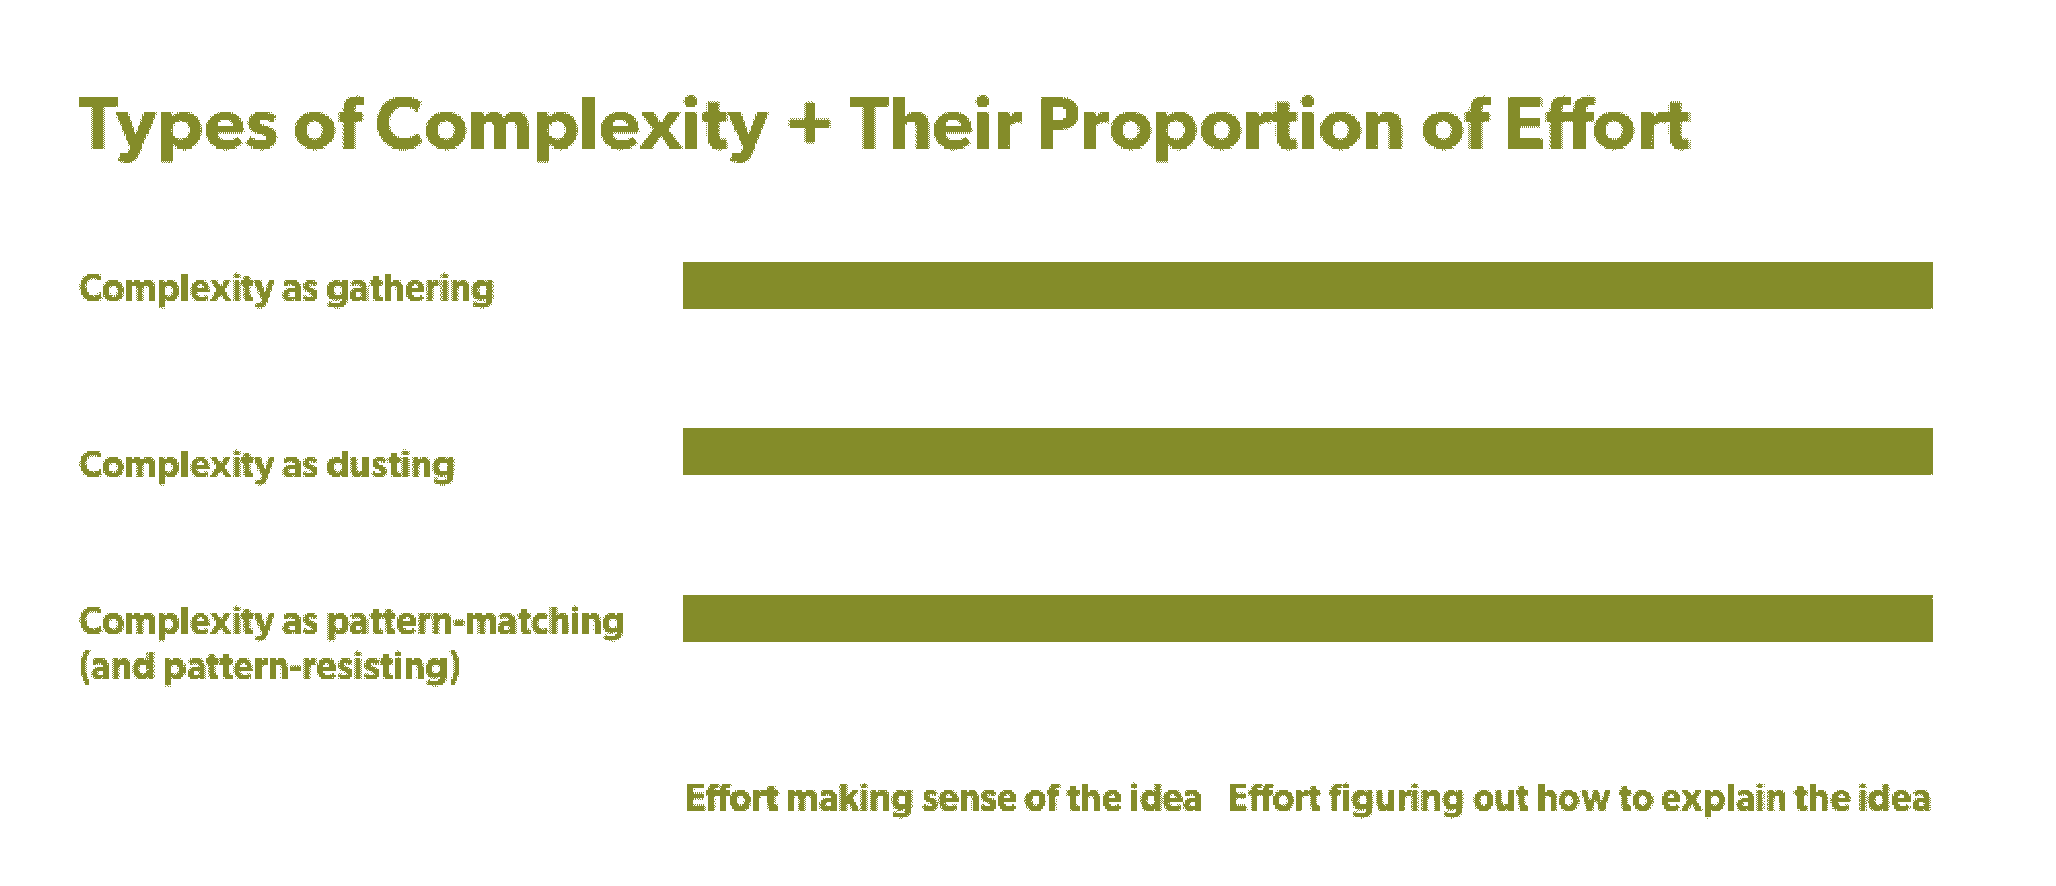 Types of Complexity + Their Proportion of Effort
Complexity as gathering
Complexity as dusting
Complexity as pattern-matching
(and pattern-resisting)
Effort making sense of the idea
Effort figuring out how to explain the idea